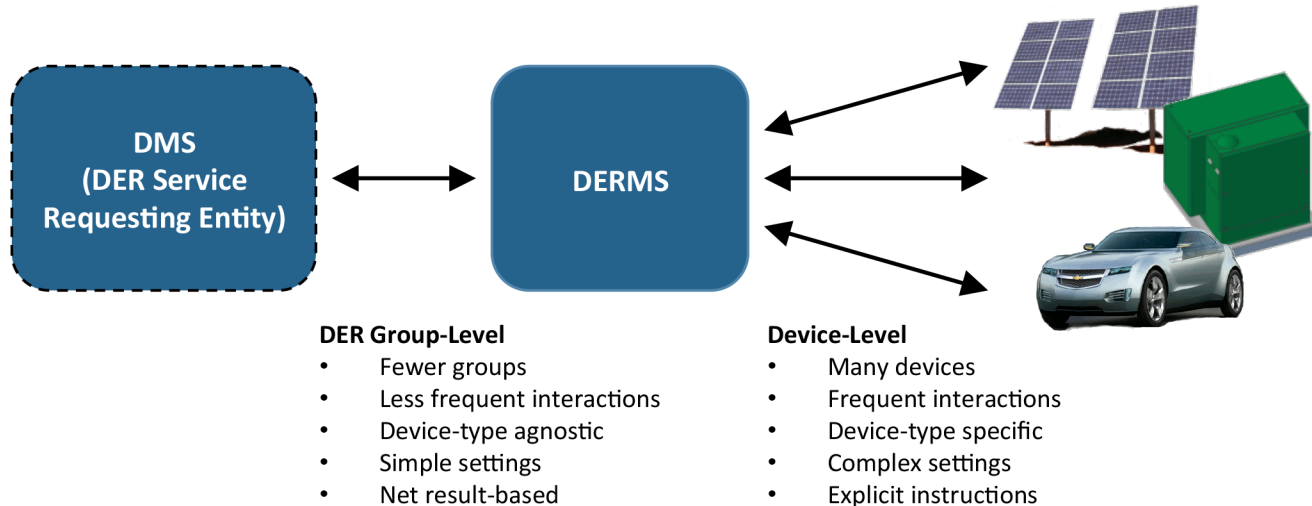 DMS
(DER Service
Requesting Entity)
DERMS
DER Group-Level
• Fewer groups
• Less frequent interactions
• Device-type agnostic
• Simple settings
• Net result-based
Device-Level
• Many devices
• Frequent interactions
• Device-type specific
• Complex settings
• Explicit instructions